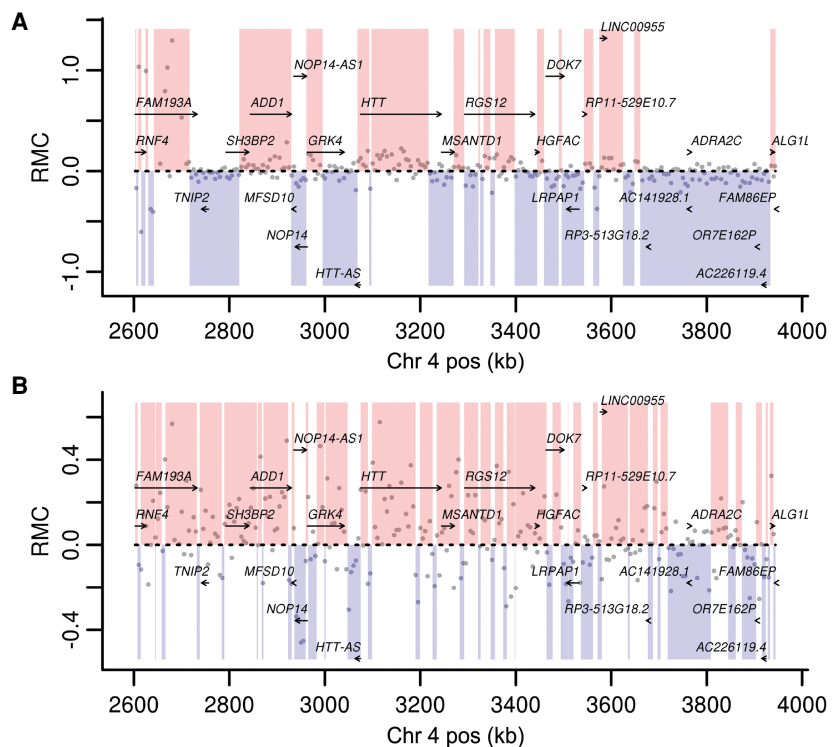 A
LINC00955
1.0
NOP14-AS1
DOK7
FAM193A
ADD1
HTT
RGS12
RP11-529E10.7
RNF4
SH3BP2
GRK4
MSANTD1
HGFAC
ADRA2C
ALG1L
RMC
0.0
TNIP2
MFSD10
LRPAP1
AC141928.1
FAM86EP
NOP14
RP3-513G18.2
OR7E162P
-1.0
HTT-AS
AC226119.4
2600 2800 3000 3200 3400 3600 3800 4000
Chr 4 pos (kb)
B
LINC00955
NOP14-AS1
DOK7
0.4
FAM193A
ADD1
HTT
RGS12
RP11-529E10.7
RNF4
SH3BP2
GRK4
MSANTD1
HGFAC
ADRA2C
ALG1L
RMC
0.0
TNIP2
MFSD10
LRPAP1
AC141928.1
FAM86EP
NOP14
RP3-513G18.2
OR7E162P
-0.4
HTT-AS
AC226119.4
2600 2800 3000 3200 3400 3600 3800 4000
Chr 4 pos (kb)